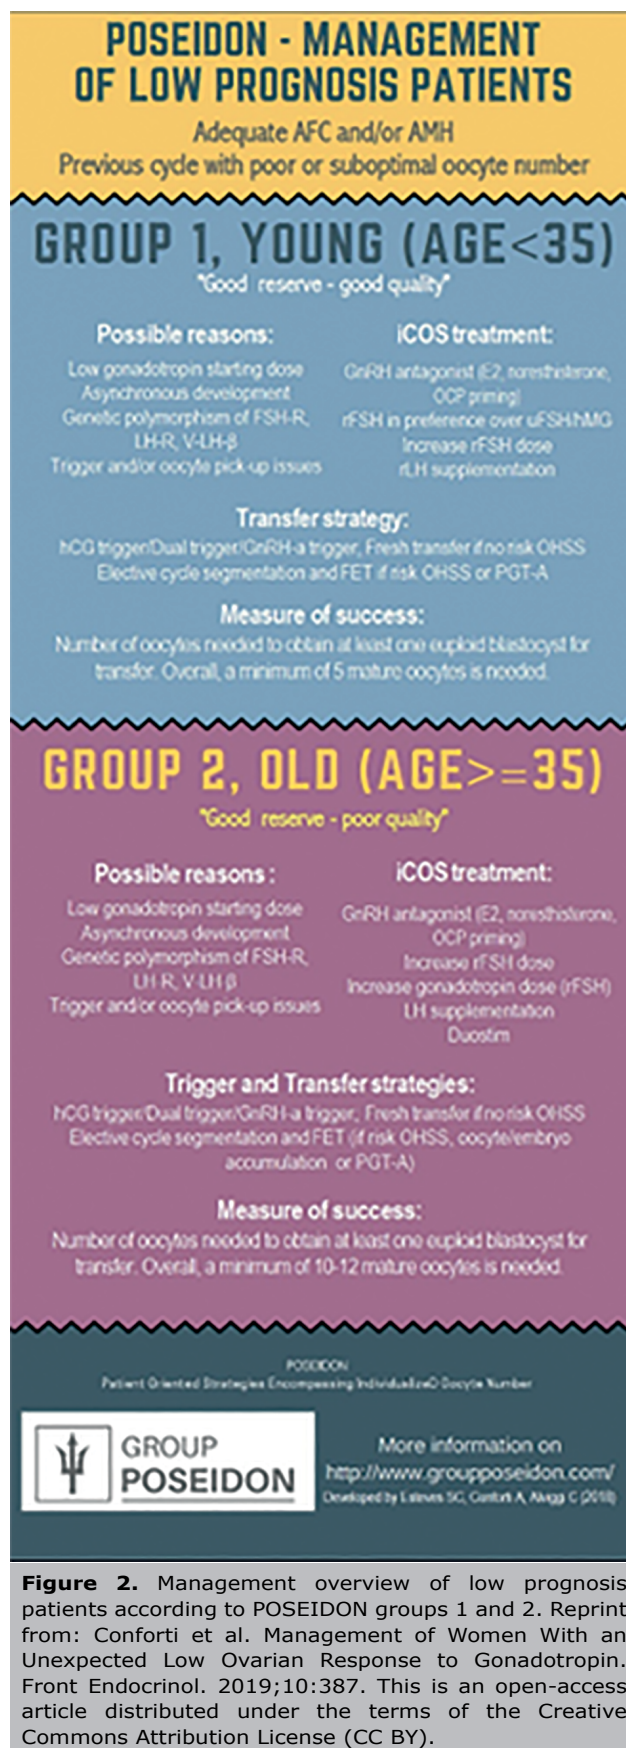 POSEIDON - MANAGEMENT
OF LOW PROGNOSIS PATIENTS
Adequate AFC and/or AMH
Previous cycle with poor or suboptimal oocyte number
GROUP 1, YOUNG (AGE<35)
"Good reserve - good quality"
Possible reasons:
Low gonadotropin starting dose
Asynchronous development
Genetic polymorphism of FSH-R,
LH-R, V-LH-β
Trigger and/or oocyte pick-up issues
iCOS treatment:
GnRH antagonist (E2, noresthisterone,
OCP priming)
rFSH in preference over uFSH/hMG
Increase rFSH dose
rLH supplementation
Transfer strategy:
hCG trigger/Dual trigger/GnRH-a trigger, Fresh transfer if no risk OHSS
Elective cycle segmentation and FET if risk OHSS or PGT-A
Measure of success:
Number of oocytes needed to obtain at least one euploid blastocyst for
transfer. Overall, a minimum of 5 mature oocytes is needed.
GROUP 2, OLD (AGE>=35)
"Good reserve - poor quality"
Possible reasons :
Low gonadotropin starting dose
Asynchronous development
Genetic polymorphism of FSH-R,
LH-R, V-LH β
Trigger and/or oocyte pick-up issues
iCOS treatment:
GnRH antagonist (E2, noresthisterone,
OCP priming)
Increase rFSH dose
Increase gonadotropin dose (rFSH)
LH supplementation
Duostim
Trigger and Transfer strategies:
hCG trigger/Dual trigger/GnRH-a trigger, Fresh transfer if no risk OHSS
Elective cycle segmentation and FET (if risk OHSS, oocyte/embryo
accumulation or PGT-A)
Measure of success:
Number of oocytes needed to obtain at least one euploid blastocyst for
transfer. Overall, a minimum of 10-12 mature oocytes is needed.
POSEIDON
Patient Oriented Strategies Encompassing IndividualizeD Oocyte Number
GROUP
POSEIDON
More information on
http://www.groupposeidon.com/
Developed by Esteves SC, Conforti A, Alviggi C (2018)
Figure 2. Management overview of low prognosis
patients according to POSEIDON groups 1 and 2. Reprint
from: Conforti et al. Management of Women With an
Unexpected Low Ovarian Response to Gonadotropin.
Front Endocrinol. 2019;10:387. This is an open-access
article distributed under the terms of the Creative
Commons Attribution License (CC BY).